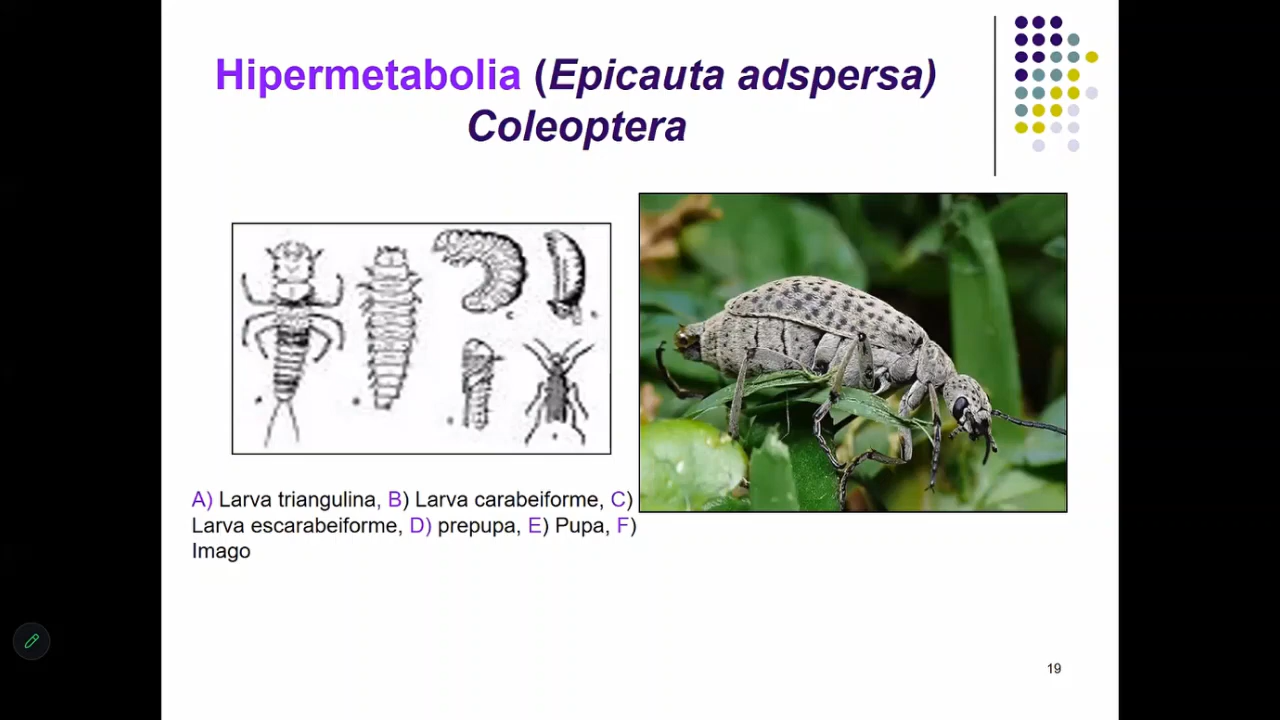 Hipermetabolia (Epicauta adspersa)
Coleoptera
A) Larva triangulina, B) Larva carabeiforme, C)
Larva escarabeiforme, D) prepupa, E) Pupa, F)
Imago
19